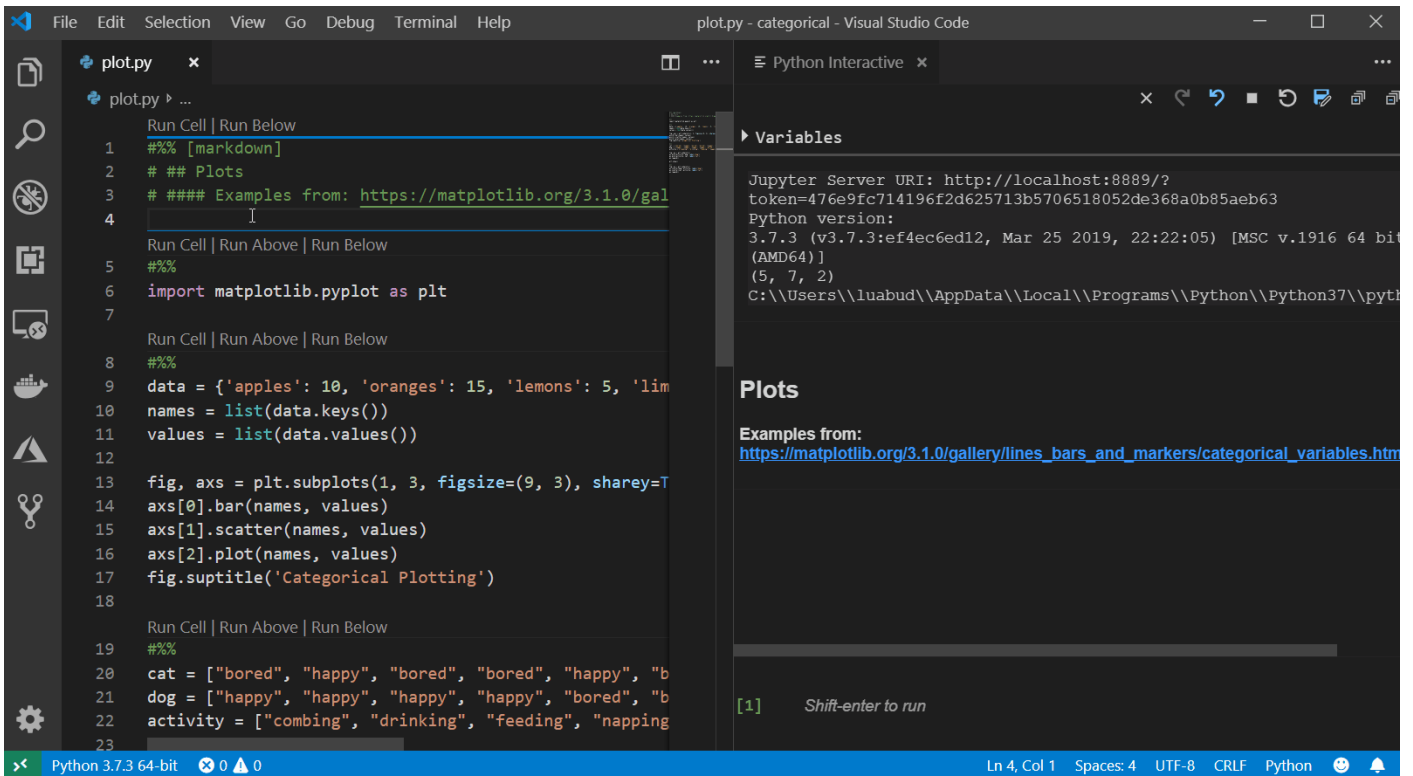 File Edit Selection View Go Debug Terminal Help
plot.py - categorical - Visual Studio Code
plot.py
plot.py ...
Run Cell | Run Below
1 #%% [markdown]
2 # ## Plots
3 # #### Examples from: https://matplotlib.org/3.1.0/gal
4
Run Cell | Run Above | Run Below
5 #%%
6 import matplotlib.pyplot as plt
7
Run Cell | Run Above | Run Below
8 #%%
9 data = {'apples': 10, 'oranges': 15, 'lemons': 5, 'lim
10 names = list(data.keys())
11 values = list(data.values())
12
13 fig, axs = plt.subplots(1, 3, figsize=(9, 3), sharey=T
14 axs[0].bar(names, values)
15 axs[1].scatter(names, values)
16 axs[2].plot(names, values)
17 fig.suptitle('Categorical Plotting')
18
Run Cell | Run Above | Run Below
19 #%%
20 cat = ["bored", "happy", "bored", "bored", "happy", "b
21 dog = ["happy", "happy", "happy", "happy", "bored", "b
22 activity = ["combing", "drinking", "feeding", "napping
23
Python Interactive
Variables
Jupyter Server URI: http://localhost:8889/?
token=476e9fc714196f2d625713b5706518052de368a0b85aeb63
Python version:
3.7.3 (v3.7.3:ef4ec6ed12, Mar 25 2019, 22:22:05) [MSC v.1916 64 bit
(AMD64)]
(5, 7, 2)
C:\\Users\\luabud\\AppData\\Local\\Programs\\Python\\Python37\\pyth
Plots
Examples from:
https://matplotlib.org/3.1.0/gallery/lines_bars_and_markers/categorical_variables.htm
[1] Shift-enter to run
Python 3.7.3 64-bit 0 0
Ln 4, Col 1 Spaces: 4 UTF-8 CRLF Python